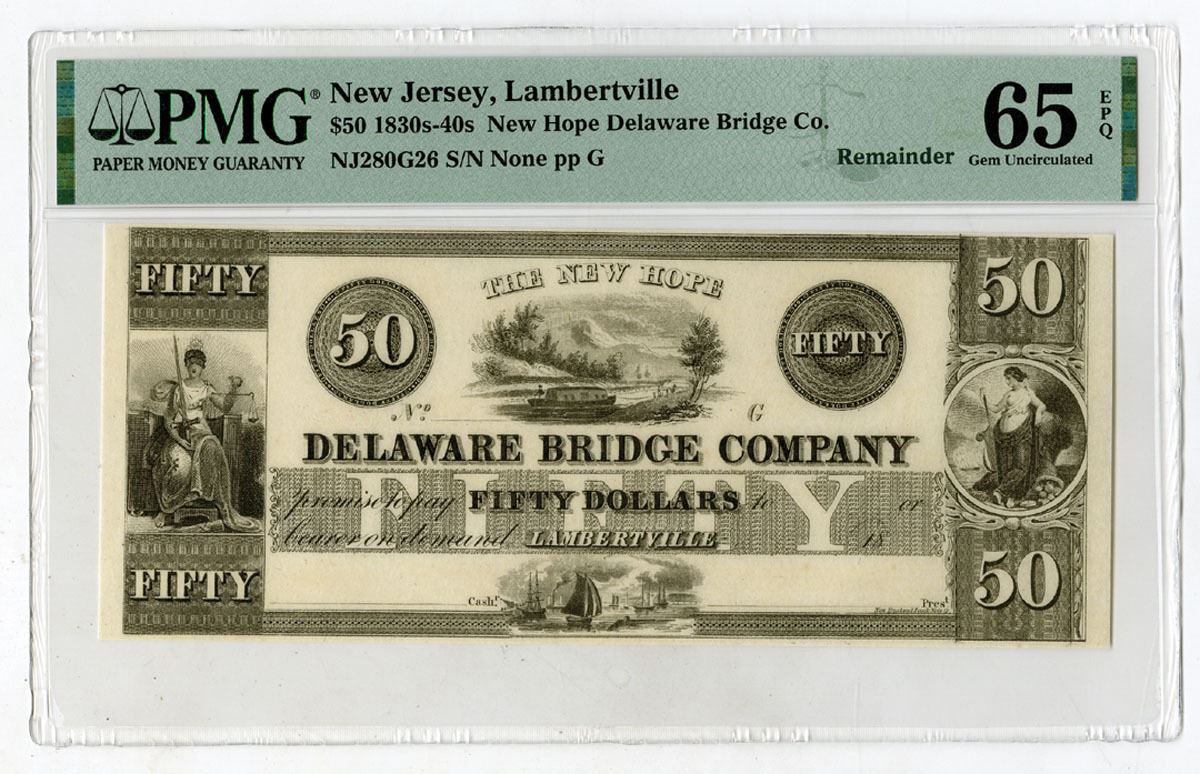 PMG®
PAPER MONEY GUARANTY
New Jersey, Lambertville
$50 1830s-40s New Hope Delaware Bridge Co.
NJ280G26 S/N None pp G
Remainder
65 EPQ
Gem Uncirculated
FIFTY
50
THE NEW HOPE
FIFTY
50
No
G
DELAWARE BRIDGE COMPANY
FIFTY
promise to pay FIFTY DOLLARS to or
bearer on demand LAMBERTVILLE 18
FIFTY
50
Cashr.
Prest